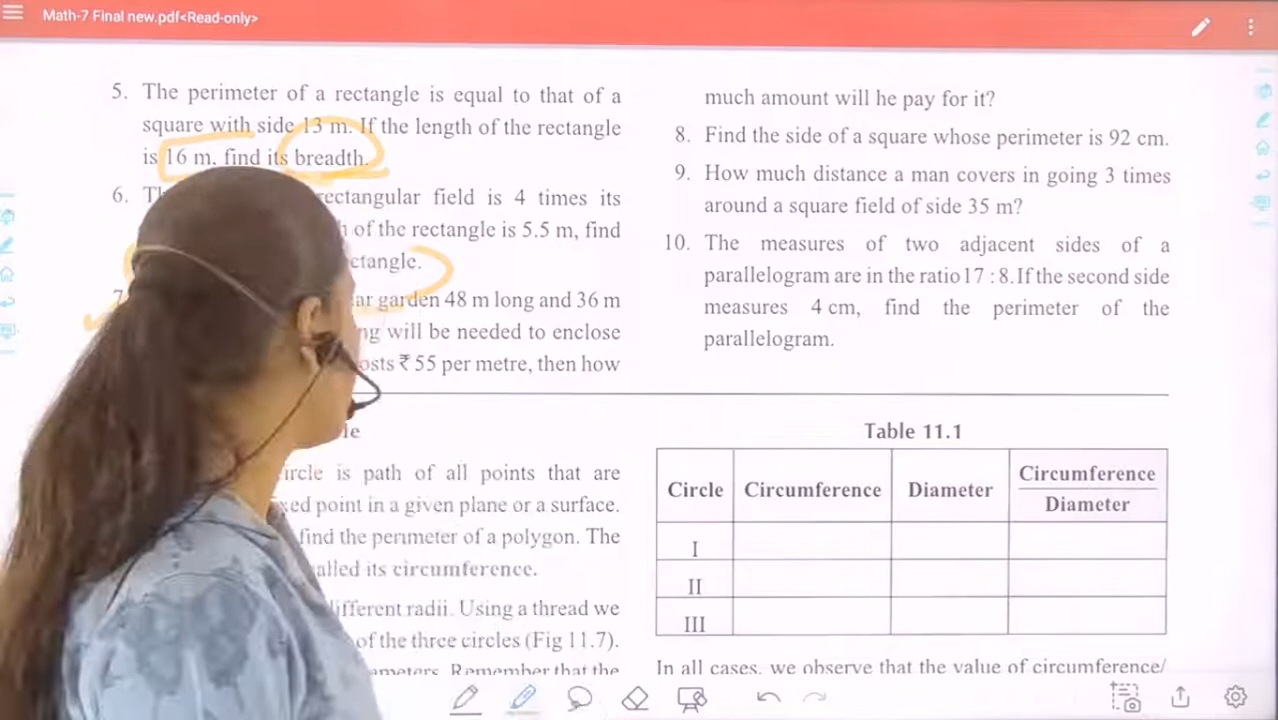 Math-7 Final new.pdf<Read-only>
5. The perimeter of a rectangle is equal to that of a
square with side 13 m. If the length of the rectangle
is 16 m, find its breadth.
6. rectangular field is 4 times its
of the rectangle is 5.5 m, find
garden 48 m long and 36 m
will be needed to enclose
₹ 55 per metre, then how
much amount will he pay for it?
8. Find the side of a square whose perimeter is 92 cm.
9. How much distance a man covers in going 3 times
around a square field of side 35 m?
10. The measures of two adjacent sides of a
parallelogram are in the ratio 17 : 8. If the second side
measures 4 cm, find the perimeter of the
parallelogram.
is path of all points that are
point in a given plane or a surface.
find the perimeter of a polygon. The
its circumference.
radii. Using a thread we
of the three circles (Fig 11.7).
Remember that the
Table 11.1
Circle Circumference Diameter Circumference
Diameter
I
II
III
In all cases, we observe that the value of circumference/